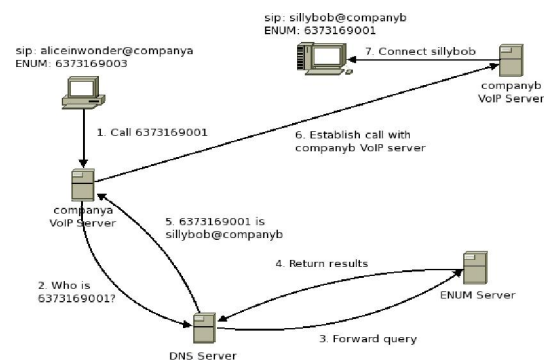 sip: sillybob@companyb
ENUM: 6373169001
sip: aliceinwonder@companya
ENUM: 6373169003
7. Connect sillybob
companyb
VoIP Server
1. Call 6373169001
6. Establish call with
companyb VoIP server
companya
VoIP Server
5. 6373169001 is
sillybob@companyb
4. Return results
2. Who is
6373169001?
ENUM Server
3. Forward query
DNS Server